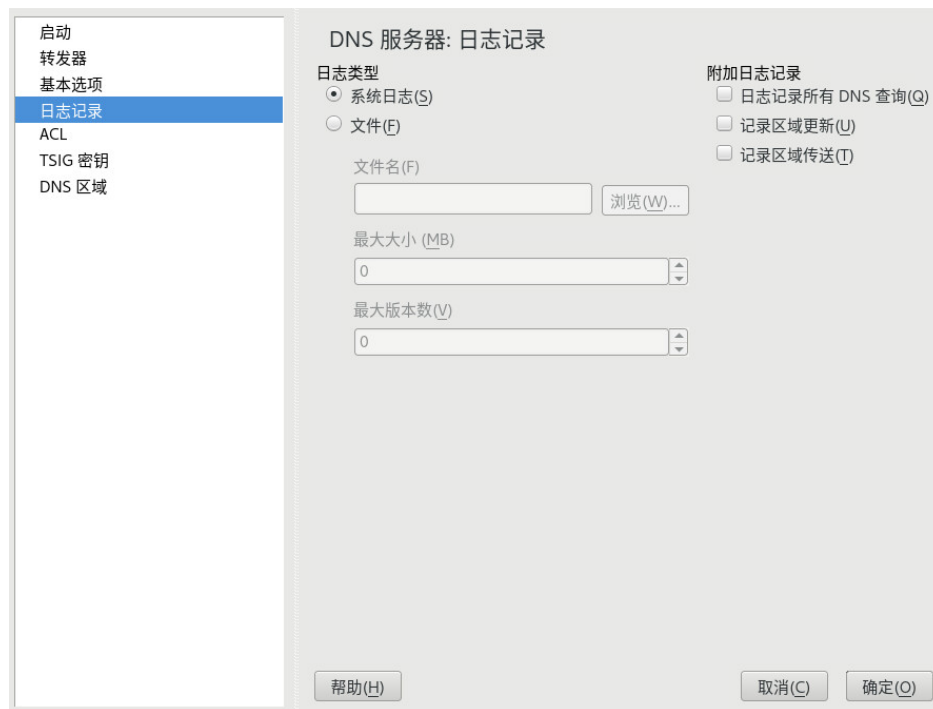 启动
转发器
基本选项
日志记录
ACL
TSIG 密钥
DNS 区域
DNS 服务器: 日志记录
日志类型
系统日志(S)
文件(F)
文件名(F)
浏览(W)...
最大大小 (MB)
0
最大版本数(V)
0
附加日志记录
日志记录所有 DNS 查询(Q)
记录区域更新(U)
记录区域传送(T)
帮助(H)
取消(C)
确定(O)